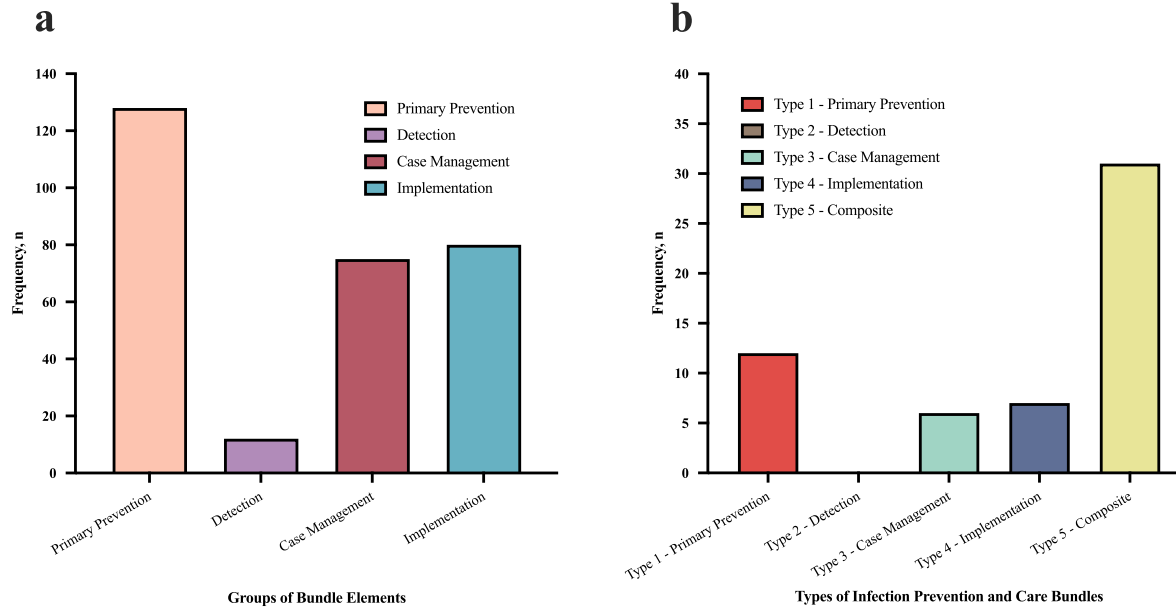 a
140
120
100
80
60
40
20
0
Frequency, n
Primary Prevention
Detection
Case Management
Implementation
Primary Prevention
Detection
Case Management
Implementation
Groups of Bundle Elements
b
40
35
30
25
20
15
10
5
0
Frequency, n
Type 1 - Primary Prevention
Type 2 - Detection
Type 3 - Case Management
Type 4 - Implementation
Type 5 - Composite
Type 1 - Primary Prevention
Type 2 - Detection
Type 3 - Case Management
Type 4 - Implementation
Type 5 - Composite
Types of Infection Prevention and Care Bundles